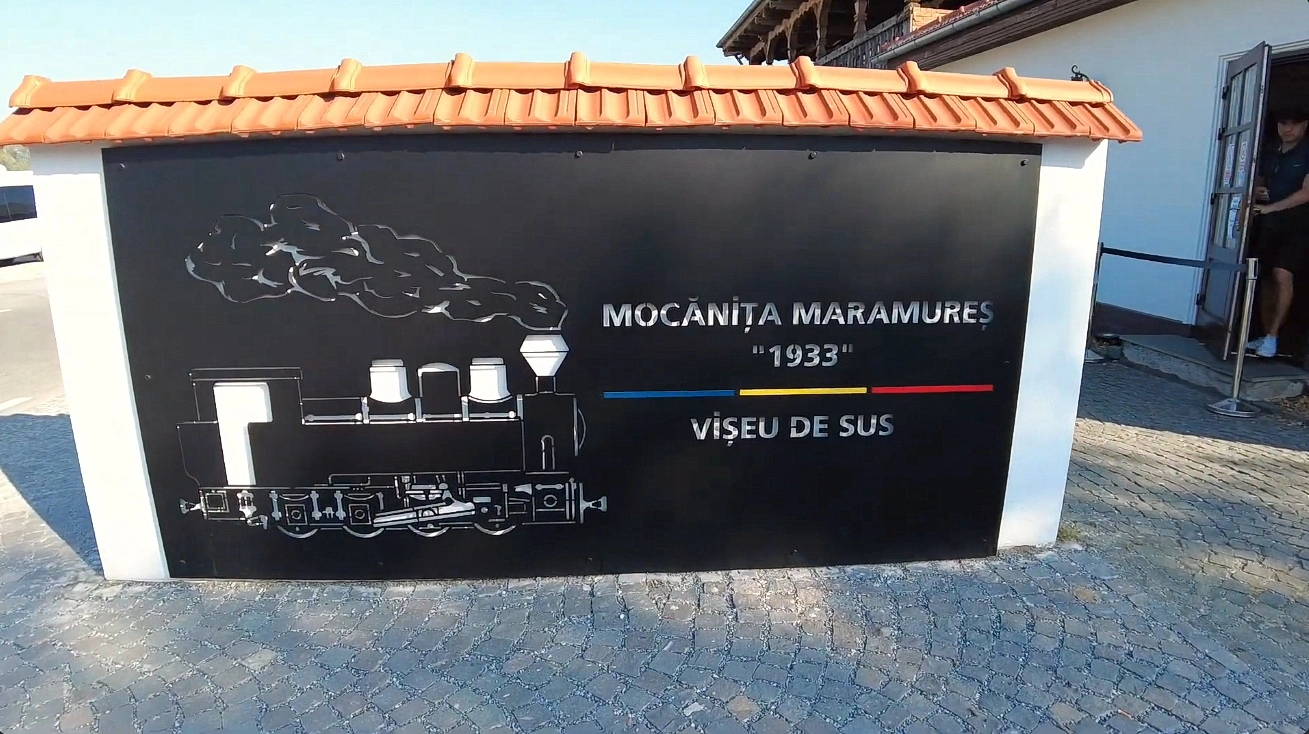 MOCĂNIȚA MARAMUREȘ
"1933"
VIȘEU DE SUS